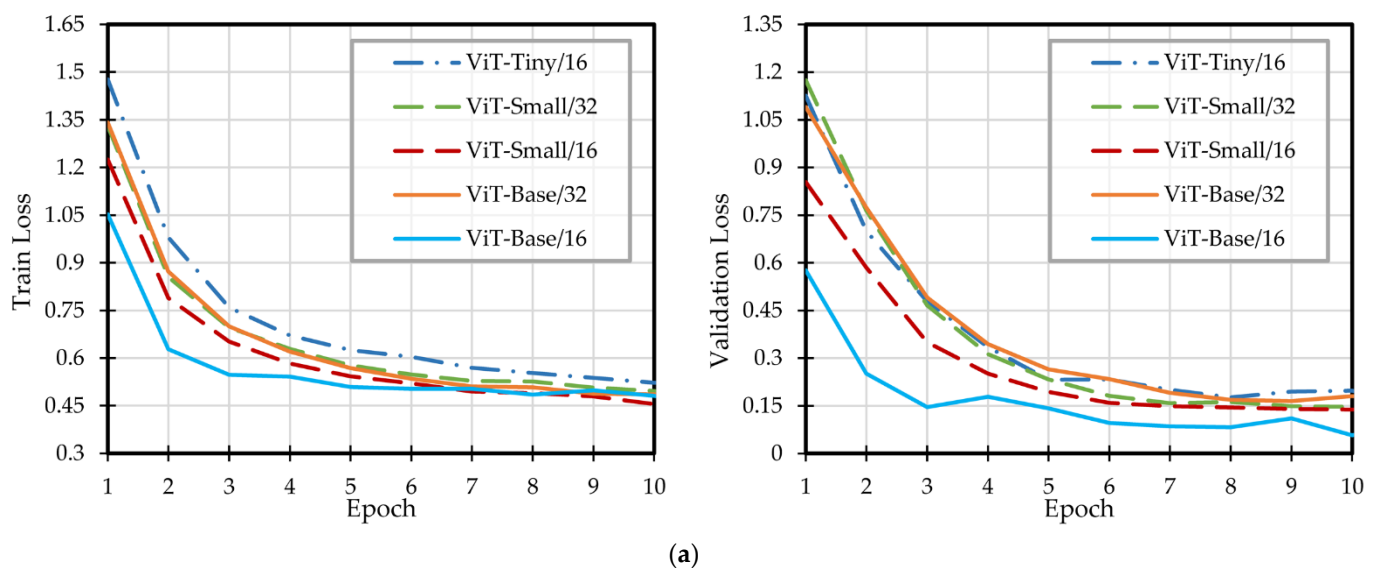 Train Loss
1.65
1.5
1.35
1.2
1.05
0.9
0.75
0.6
0.45
0.3
ViT-Tiny/16
ViT-Small/32
ViT-Small/16
ViT-Base/32
ViT-Base/16
1 2 3 4 5 6 7 8 9 10
Epoch
Validation Loss
1.35
1.2
1.05
0.9
0.75
0.6
0.45
0.3
0.15
0
ViT-Tiny/16
ViT-Small/32
ViT-Small/16
ViT-Base/32
ViT-Base/16
1 2 3 4 5 6 7 8 9 10
Epoch
(a)